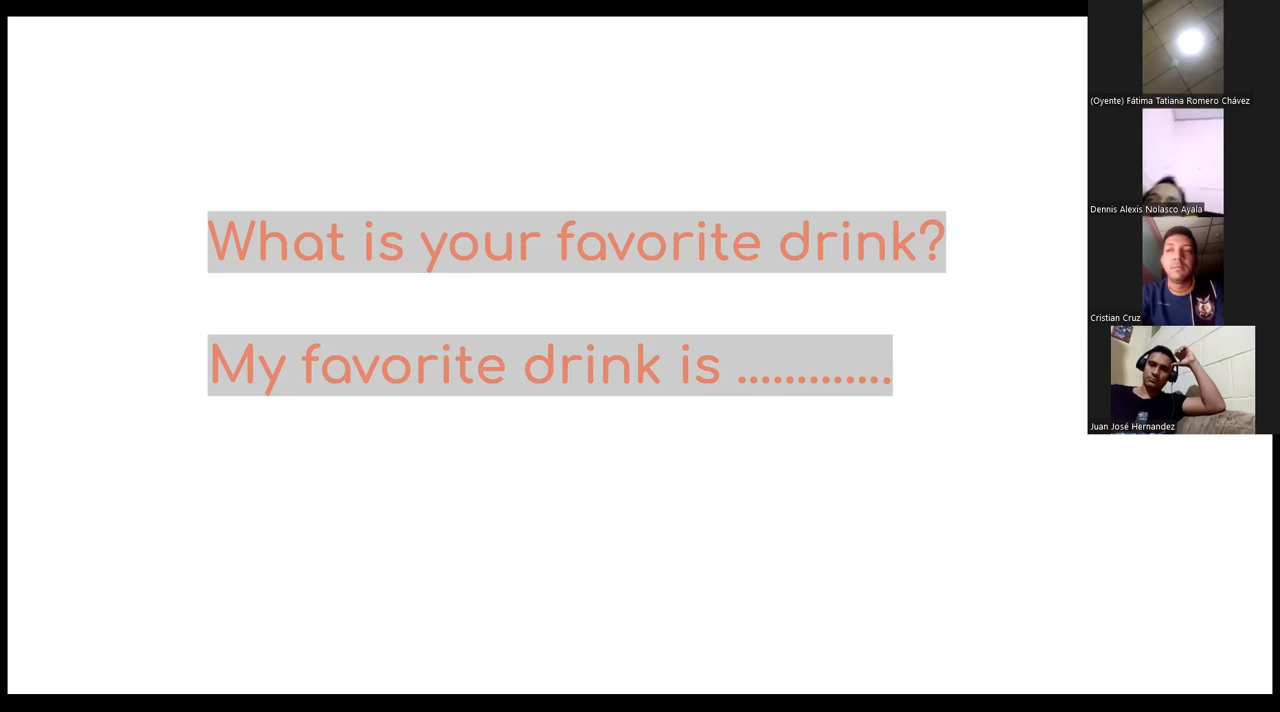 What is your favorite drink?
My favorite drink is .............
(Oyente) Fátima Tatiana Romero Chávez
Dennis Alexis Nolasco Ayala
Cristian Cruz
Juan José Hernandez